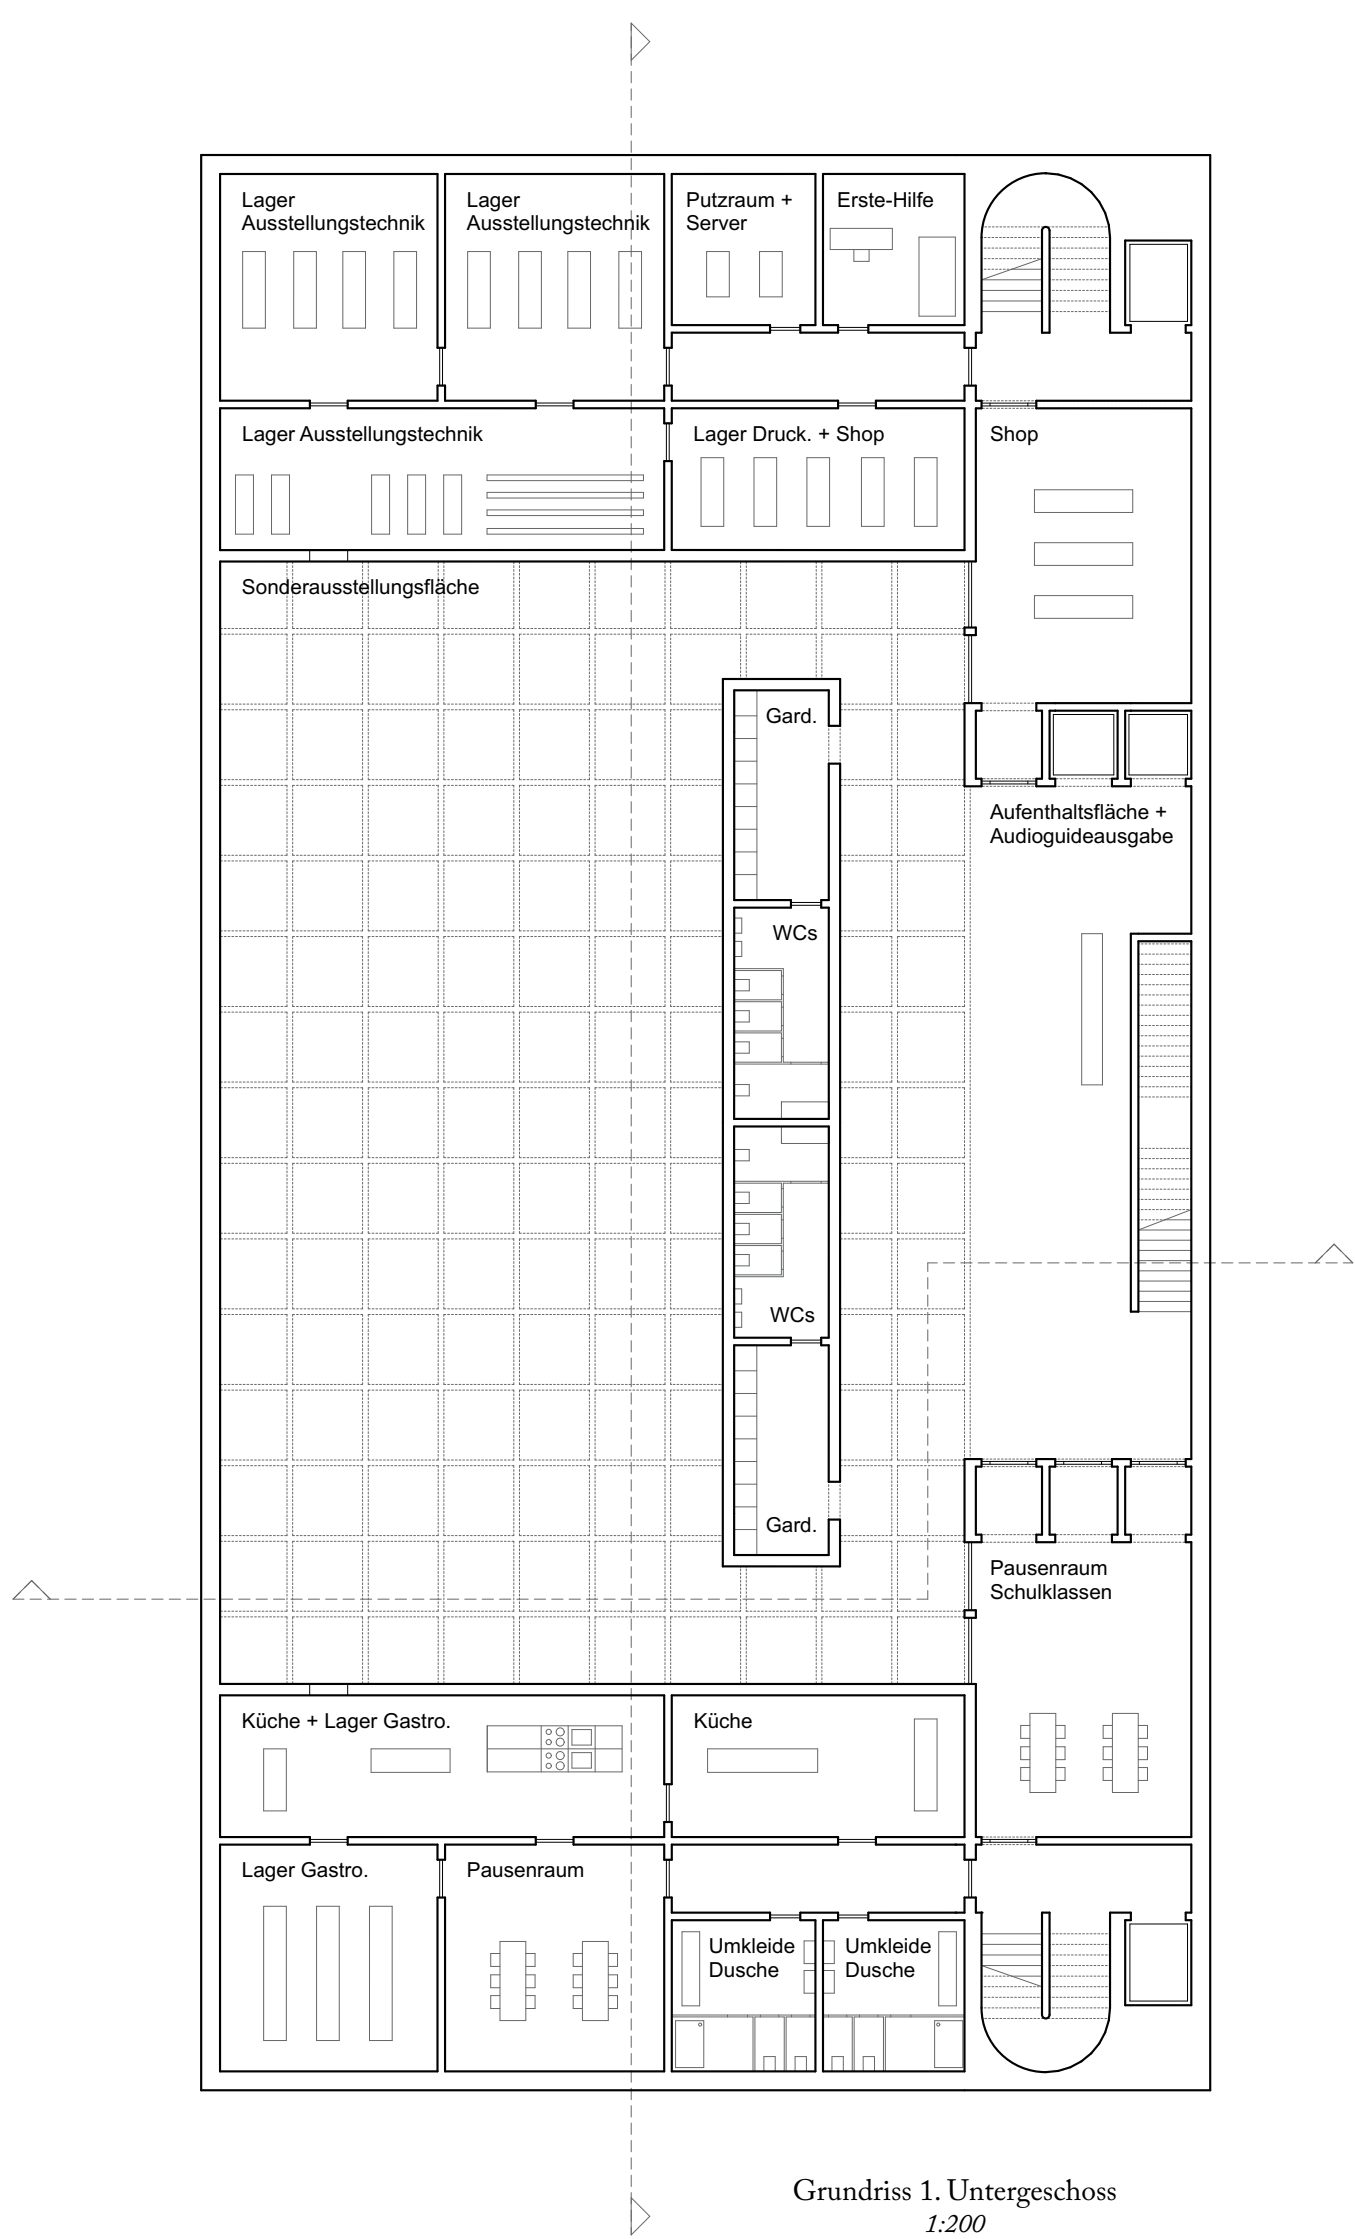 Lager
Ausstellungstechnik
Lager
Ausstellungstechnik
Putzraum +
Server
Erste-Hilfe
Lager Ausstellungstechnik
Lager Druck. + Shop
Shop
Sonderausstellungsfläche
Gard.
Aufenthaltsfläche +
Audioguideausgabe
WCs
WCs
Gard.
Pausenraum
Schulklassen
Küche + Lager Gastro.
Küche
Lager Gastro.
Pausenraum
Umkleide
Dusche
Umkleide
Dusche
Grundriss 1. Untergeschoss
1:200